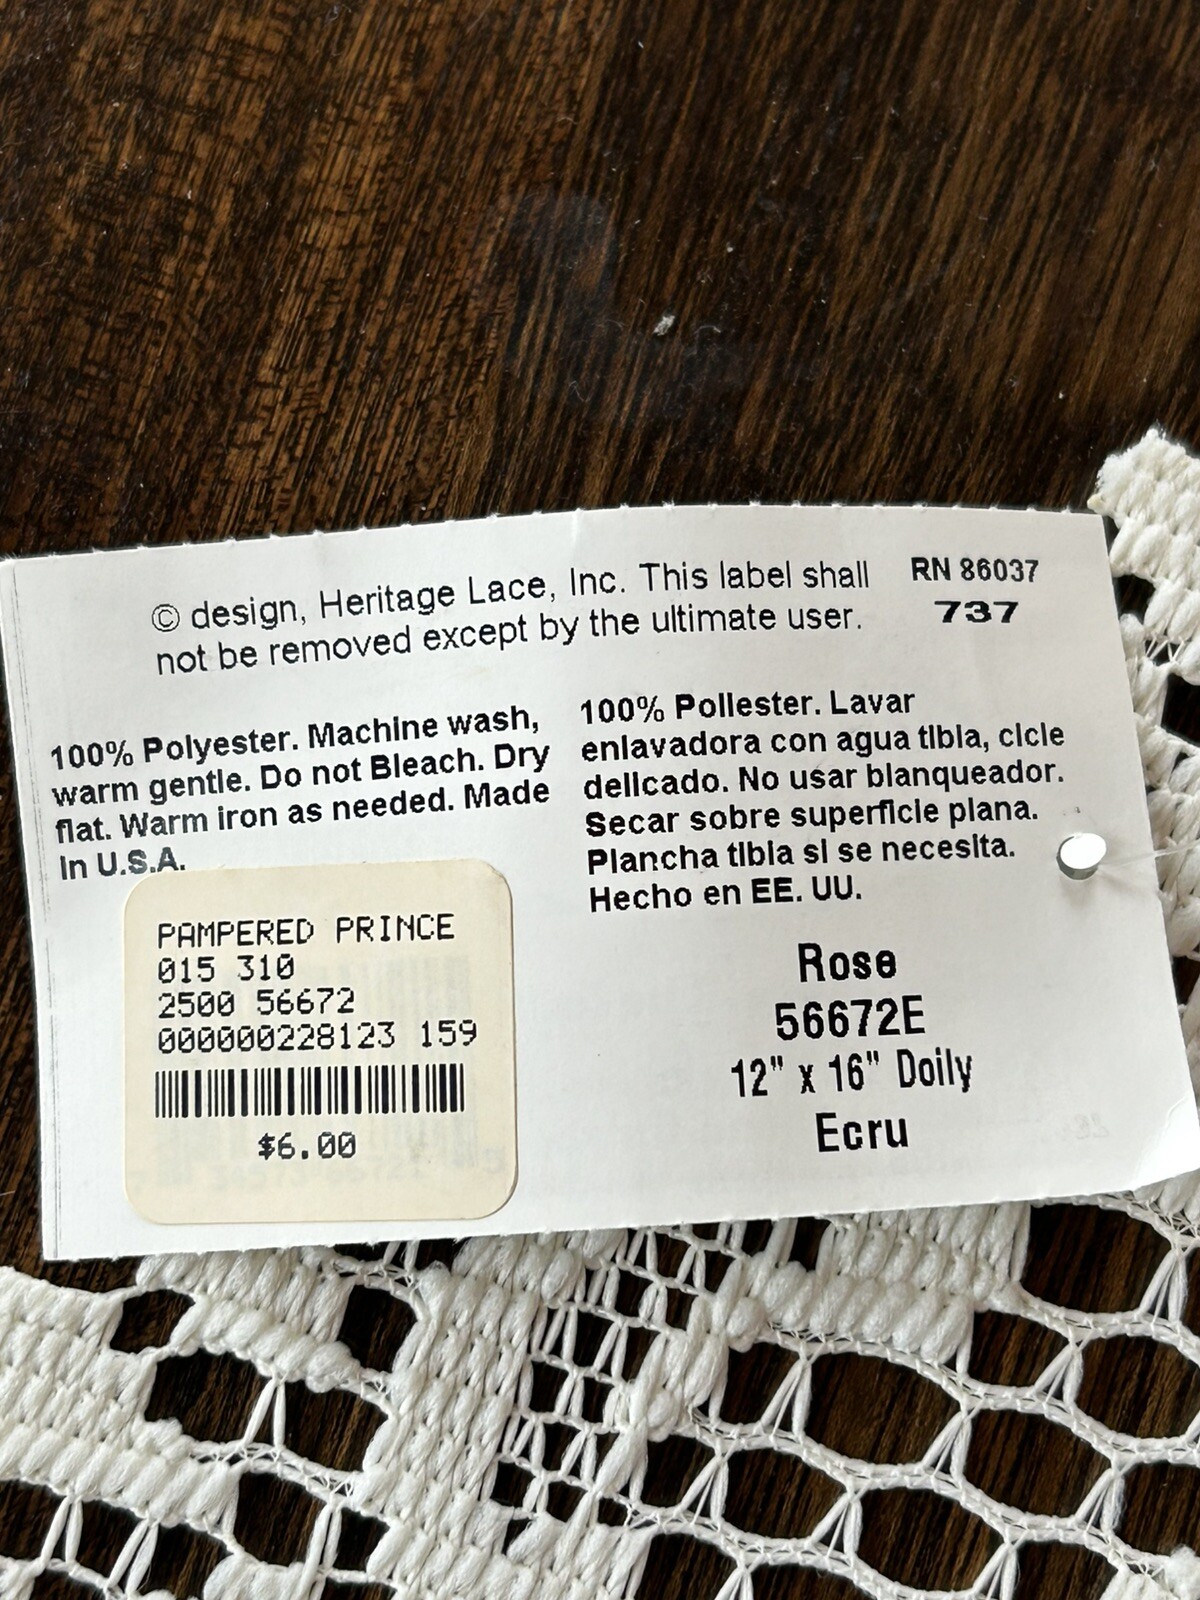 © design, Heritage Lace, Inc. This label shall
not be removed except by the ultimate user.
RN 86037
737
100% Polyester. Machine wash,
warm gentle. Do not Bleach. Dry
flat. Warm iron as needed. Made
in U.S.A.
100% Poliester. Lavar
enlavadora con agua tibia, cicle
delicado. No usar blanqueador.
Secar sobre superficie plana.
Plancha tibia si se necesita.
Hecho en EE. UU.
PAMPERED PRINCE
015 310
2500 56672
000000228123 159
$6.00
Rose
56672E
12" x 16" Doily
Ecru